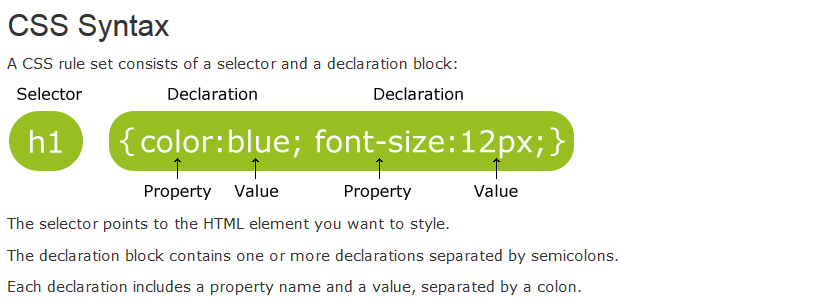 CSS Syntax
A CSS rule set consists of a selector and a declaration block:
Selector Declaration Declaration
h1 {color:blue; font-size:12px;}
Property Value Property Value
The selector points to the HTML element you want to style.
The declaration block contains one or more declarations separated by semicolons.
Each declaration includes a property name and a value, separated by a colon.